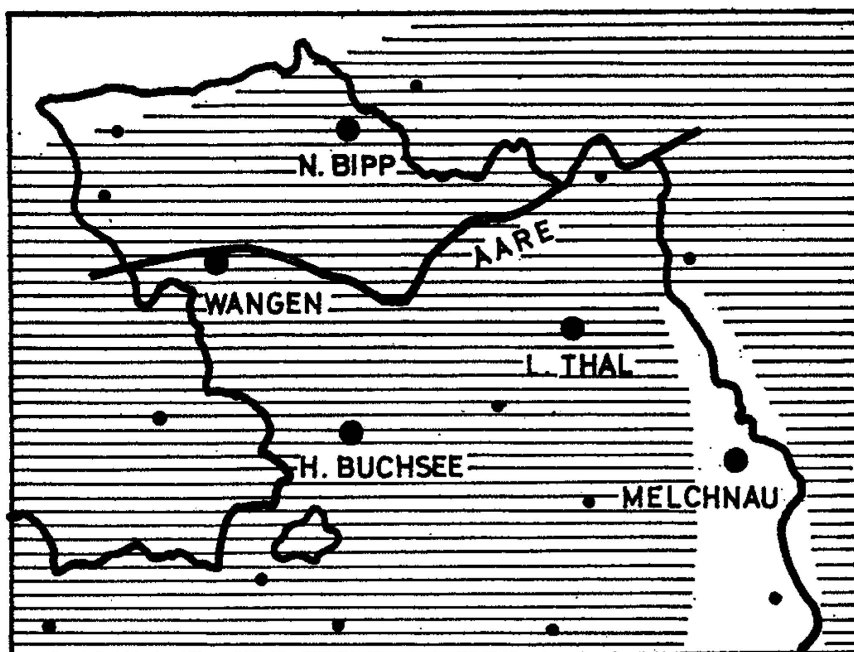 N. BIPP
AARE
WANGEN
L. THAL
H. BUCHSEE
MELCHNAU